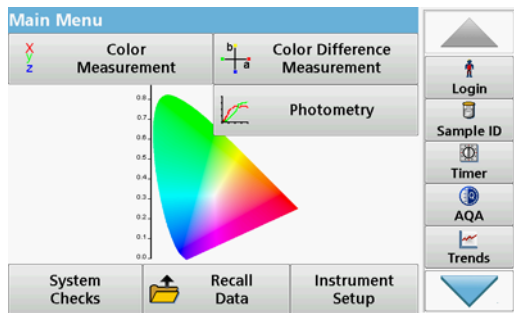 Main Menu
X
y
z
Color
Measurement
b
a
Color Difference
Measurement
Photometry
0.8
0.7
0.6
0.5
0.4
0.3
0.2
0.1
0.0
System
Checks
Recall
Data
Instrument
Setup
Login
Sample ID
Timer
AQA
Trends